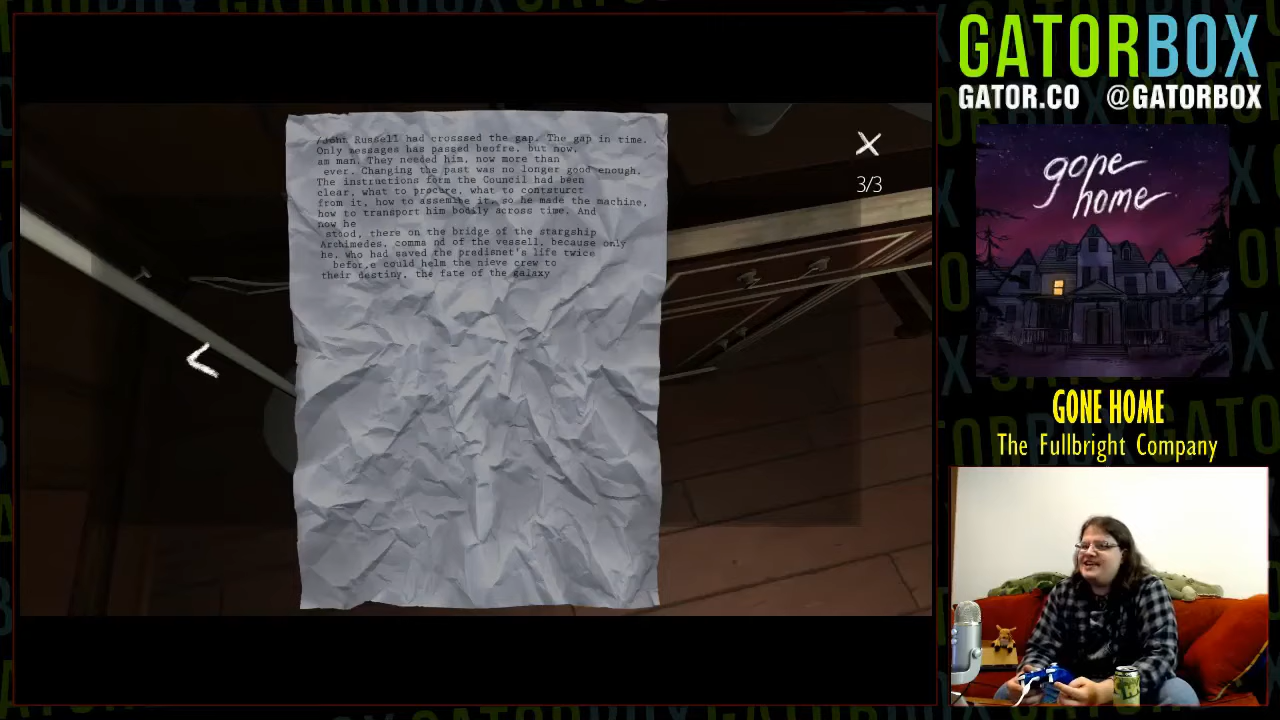 /John Russell had crosssed the gap. The gap in time.
Only messages has passed beofre, but now,
am man. They needed him, now more than
ever. Changing the past was no longer good enough.
The instructions form the Council had been
clear, what to procure, what to contsturct
from it, how to assemlne it, so he made the machine,
how to transport him bodily across time. And
now he
stood, there on the bridge of the stargship
Archimedes, comma nd of the vessell, because only
he, who had saved the predisnet's life twice
befor,e could helm the nieve crew to
their destiny, the fate of the galaxy
3/3
GATORBOX
GATOR.CO @GATORBOX
gone
home
GONE HOME
The Fullbright Company